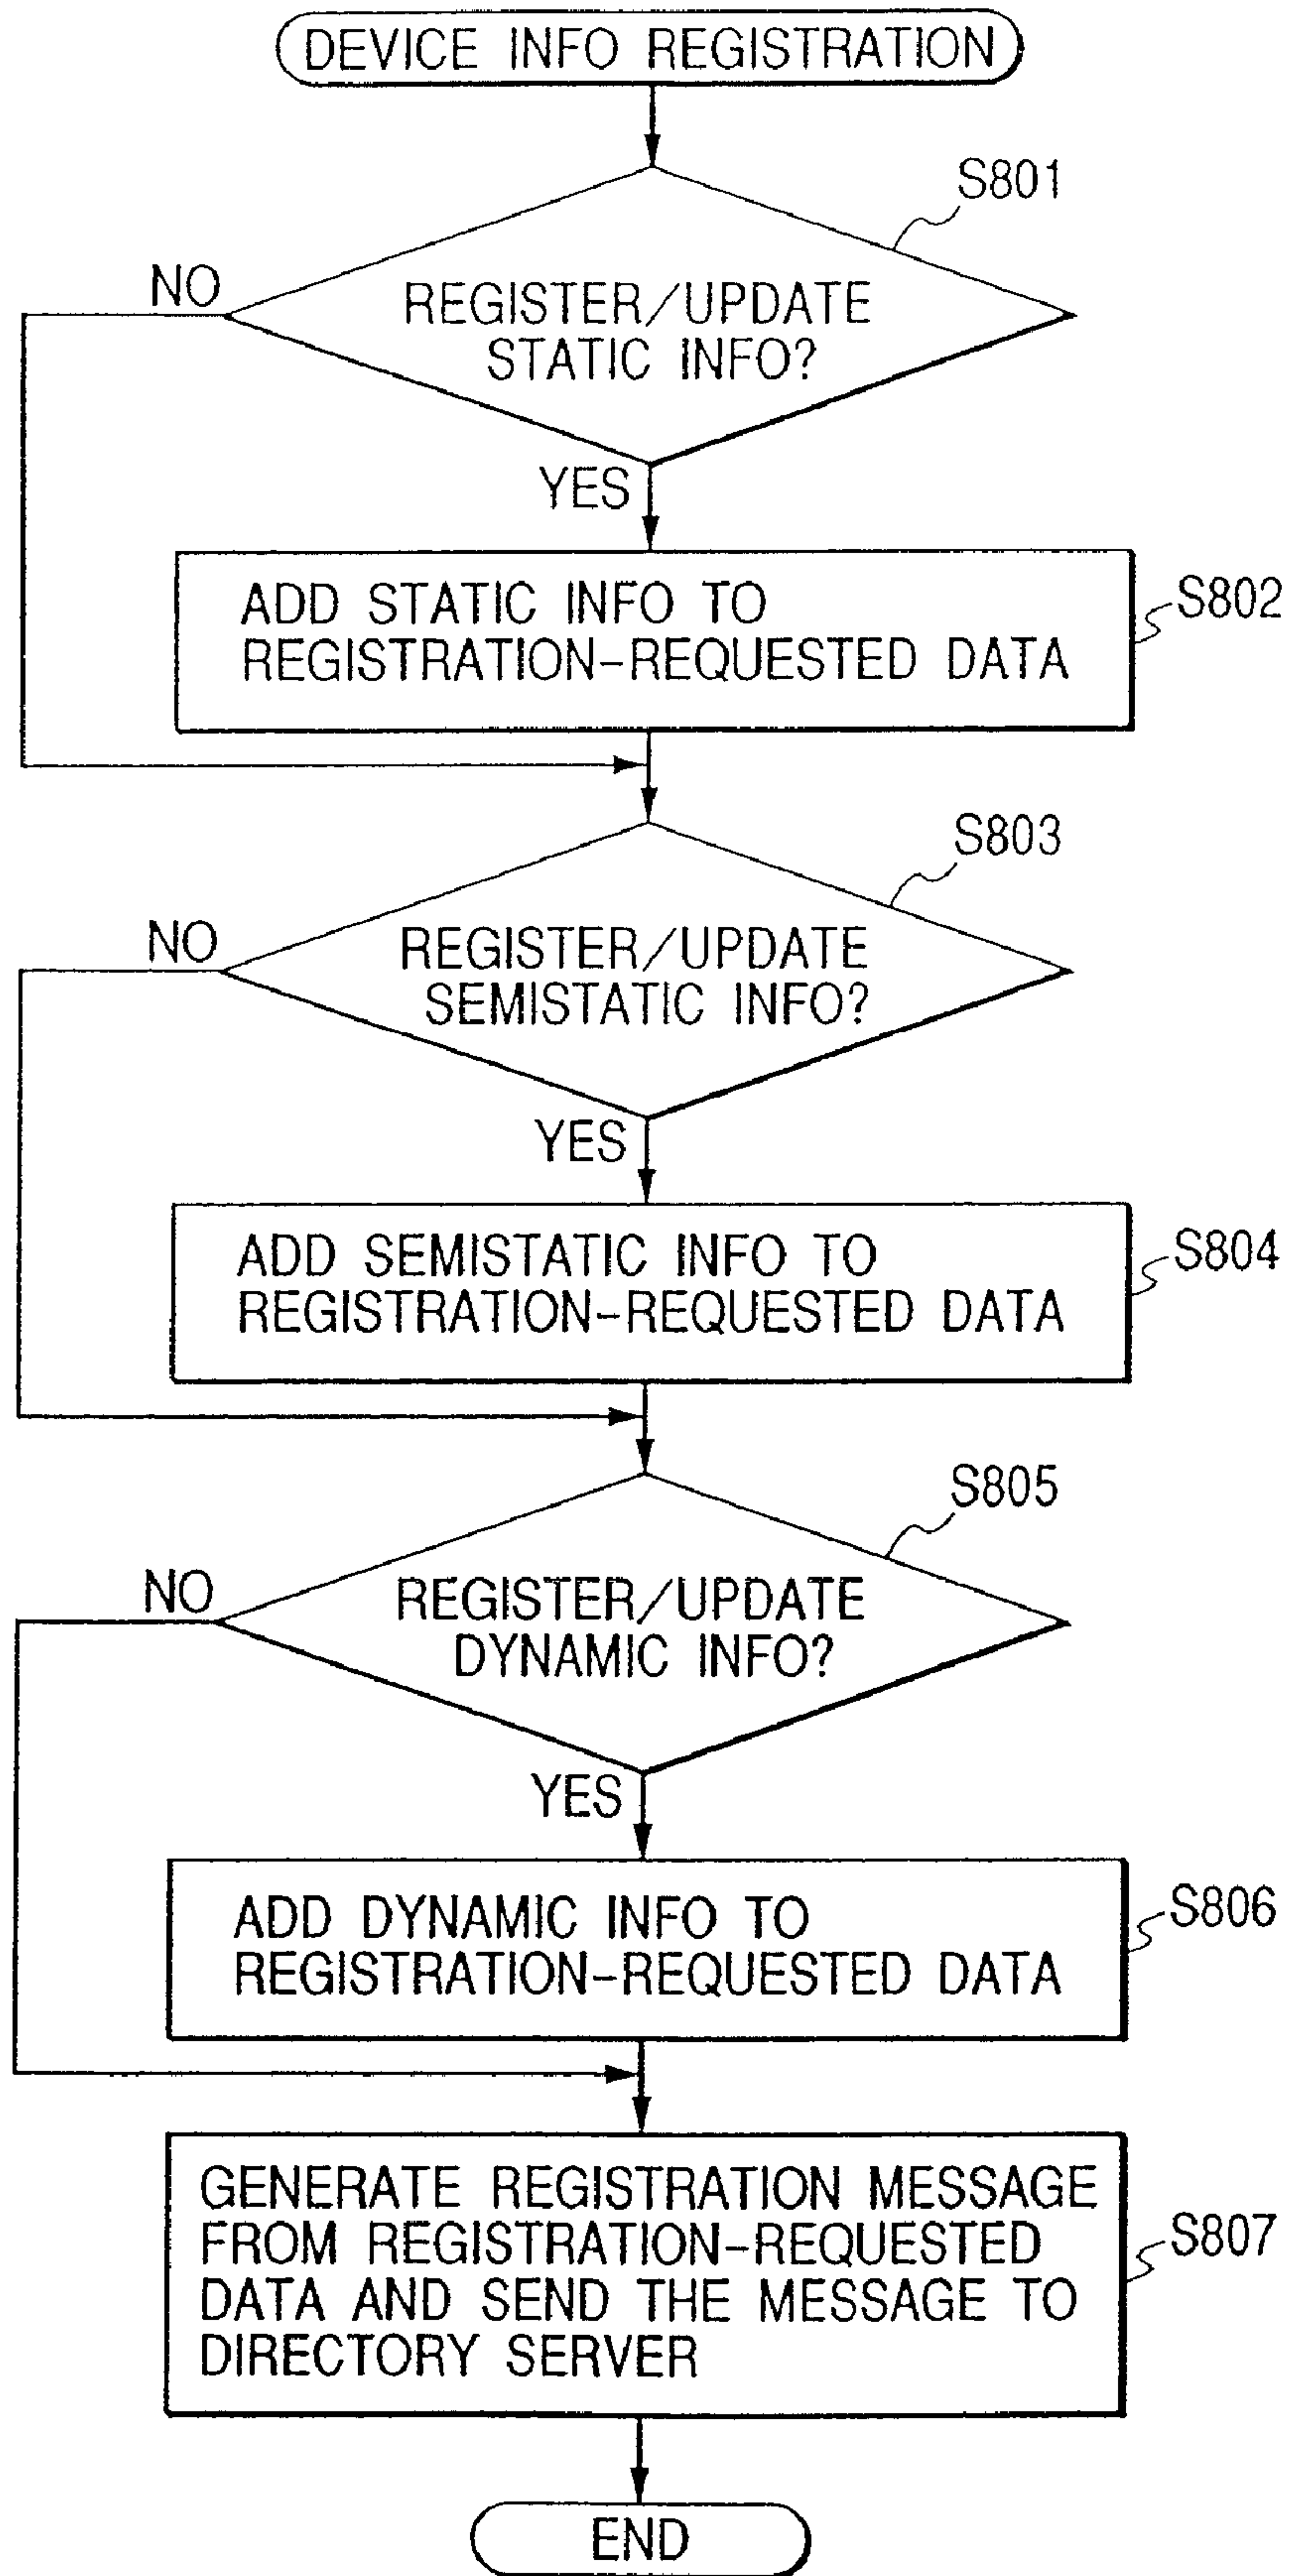 DEVICE INFO REGISTRATION
S801
NO
REGISTER/UPDATE
STATIC INFO?
YES
ADD STATIC INFO TO
REGISTRATION-REQUESTED DATA
S802
S803
NO
REGISTER/UPDATE
SEMISTATIC INFO?
YES
ADD SEMISTATIC INFO TO
REGISTRATION-REQUESTED DATA
S804
S805
NO
REGISTER/UPDATE
DYNAMIC INFO?
YES
ADD DYNAMIC INFO TO
REGISTRATION-REQUESTED DATA
S806
GENERATE REGISTRATION MESSAGE
FROM REGISTRATION-REQUESTED
DATA AND SEND THE MESSAGE TO
DIRECTORY SERVER
S807
END